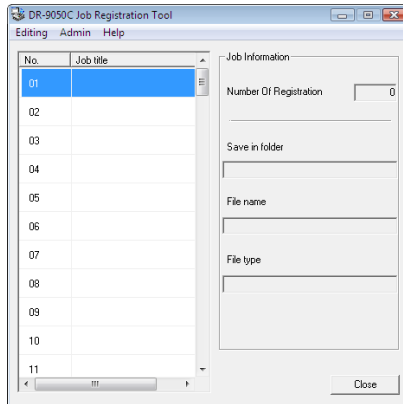 DR-9050C Job Registration Tool
Editing Admin Help
No. Job title
01
02
03
04
05
06
07
08
09
10
11
Job Information
Number Of Registration 0
Save in folder
File name
File type
Close